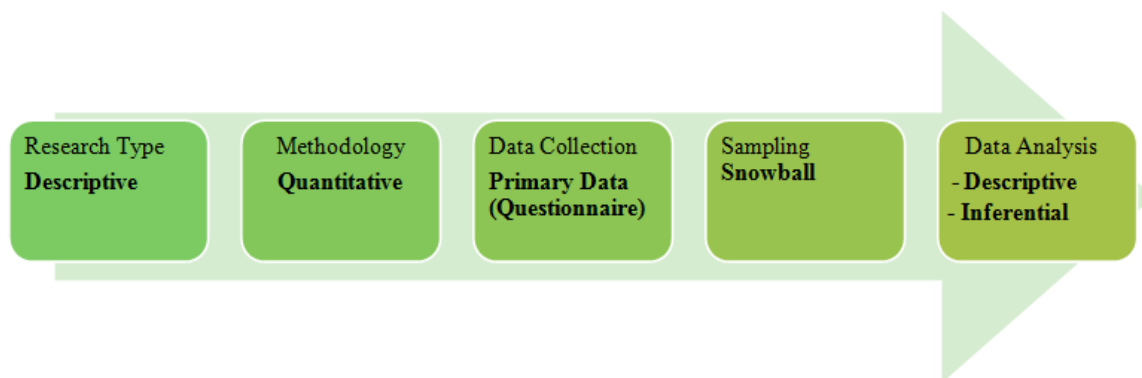 Research Type
Descriptive
Methodology
Quantitative
Data Collection
Primary Data
(Questionnaire)
Sampling
Snowball
Data Analysis
- Descriptive
- Inferential